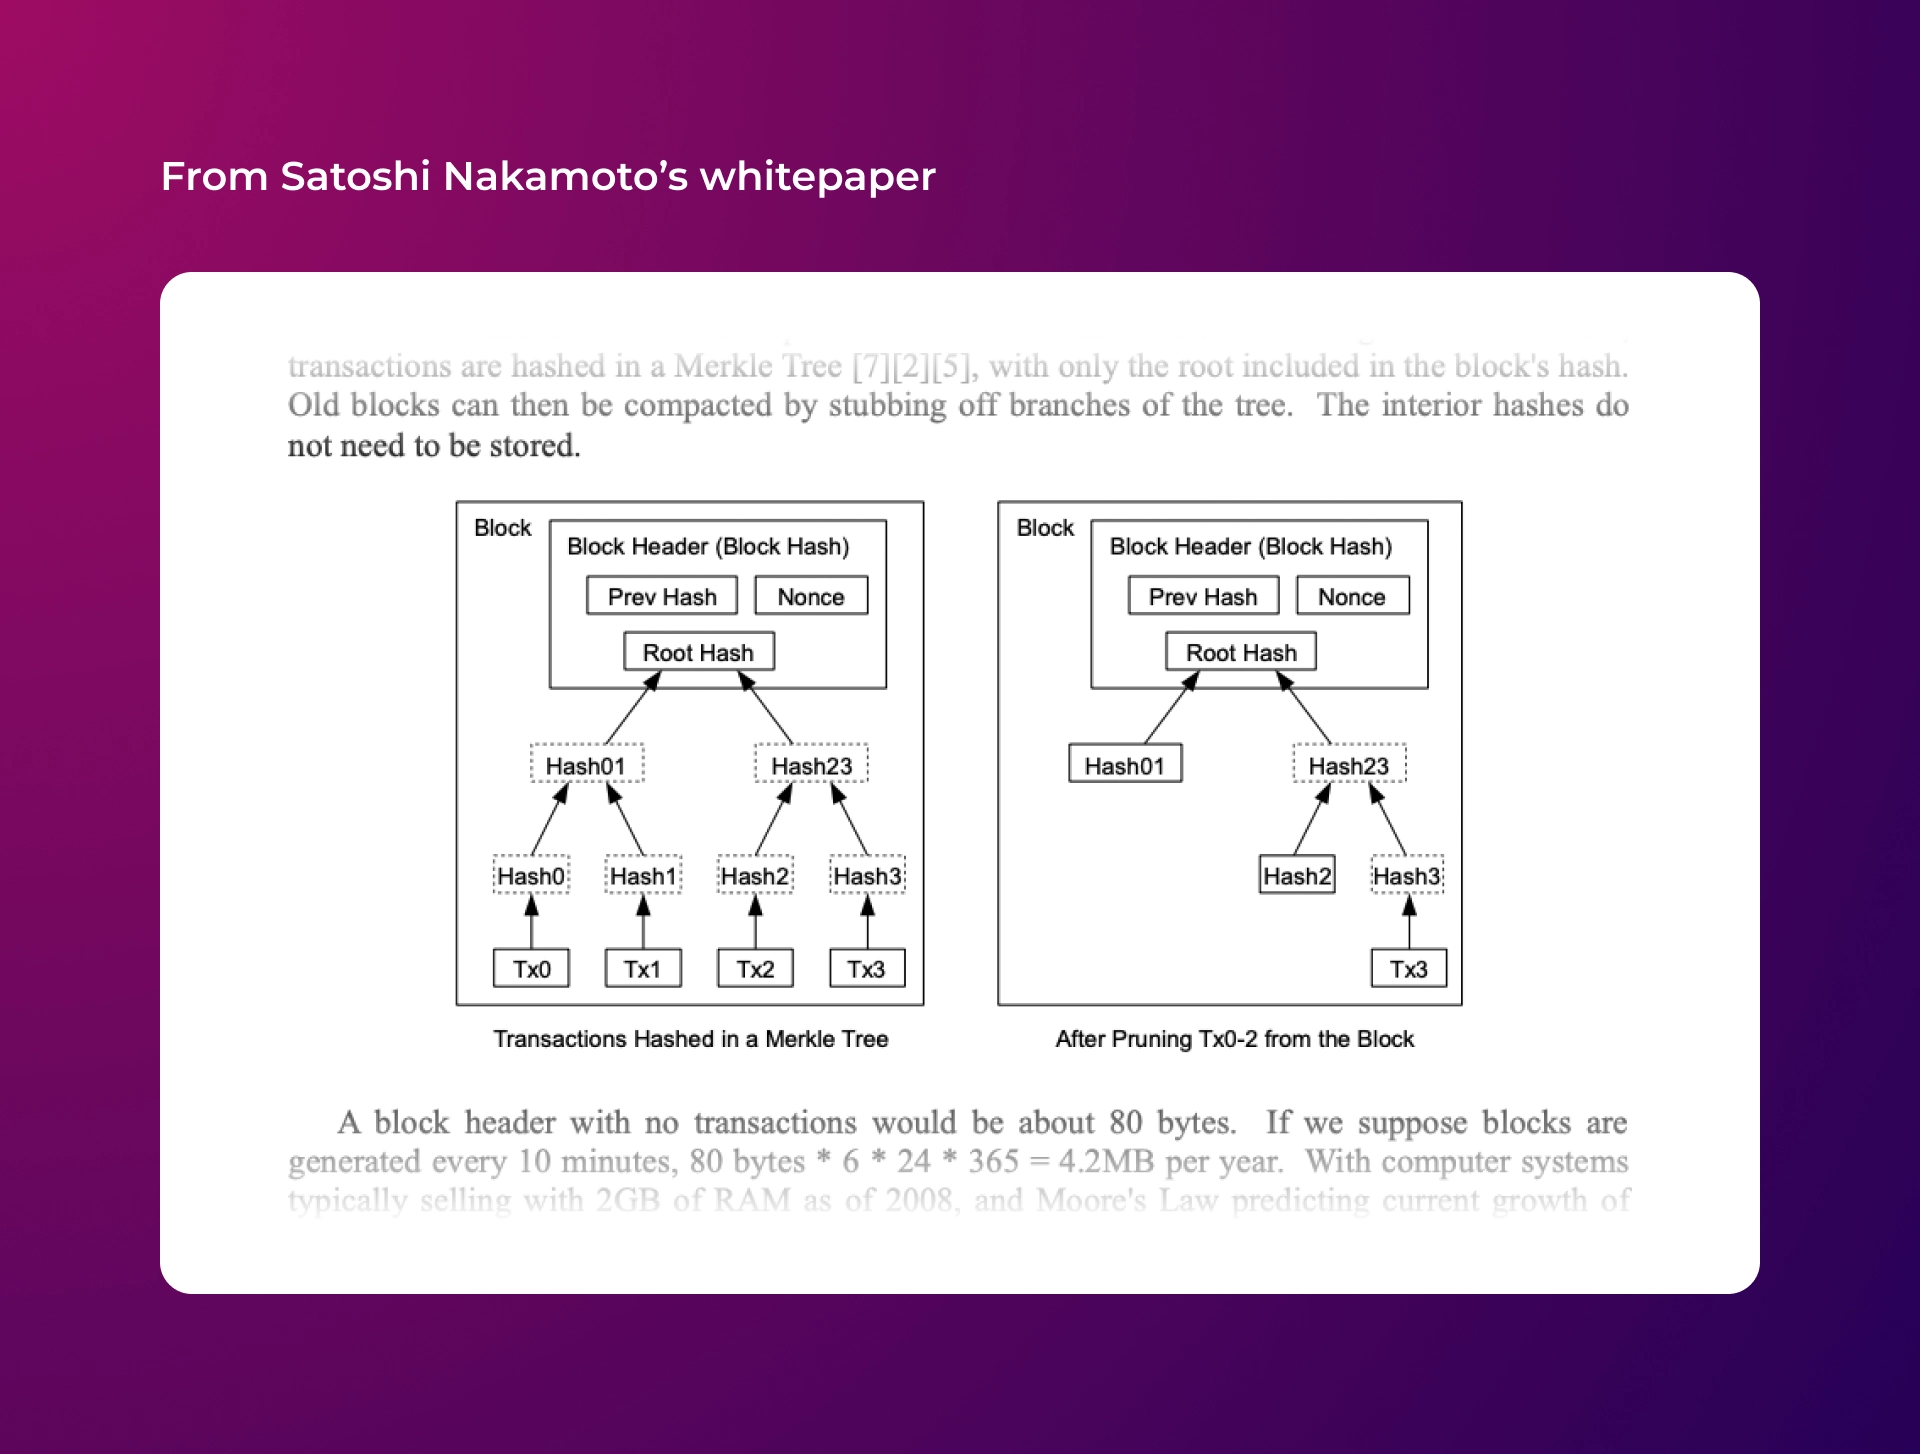 From Satoshi Nakamoto’s whitepaper
transactions are hashed in a Merkle Tree [7][2][5], with only the root included in the block's hash.
Old blocks can then be compacted by stubbing off branches of the tree. The interior hashes do
not need to be stored.
Block
Block Header (Block Hash)
Prev Hash
Nonce
Root Hash
Hash01
Hash23
Hash0
Hash1
Hash2
Hash3
Tx0
Tx1
Tx2
Tx3
Transactions Hashed in a Merkle Tree
Block
Block Header (Block Hash)
Prev Hash
Nonce
Root Hash
Hash01
Hash23
Hash2
Hash3
Tx3
After Pruning Tx0-2 from the Block
A block header with no transactions would be about 80 bytes. If we suppose blocks are
generated every 10 minutes, 80 bytes * 6 * 24 * 365 = 4.2MB per year. With computer systems
typically selling with 2GB of RAM as of 2008, and Moore's Law predicting current growth of